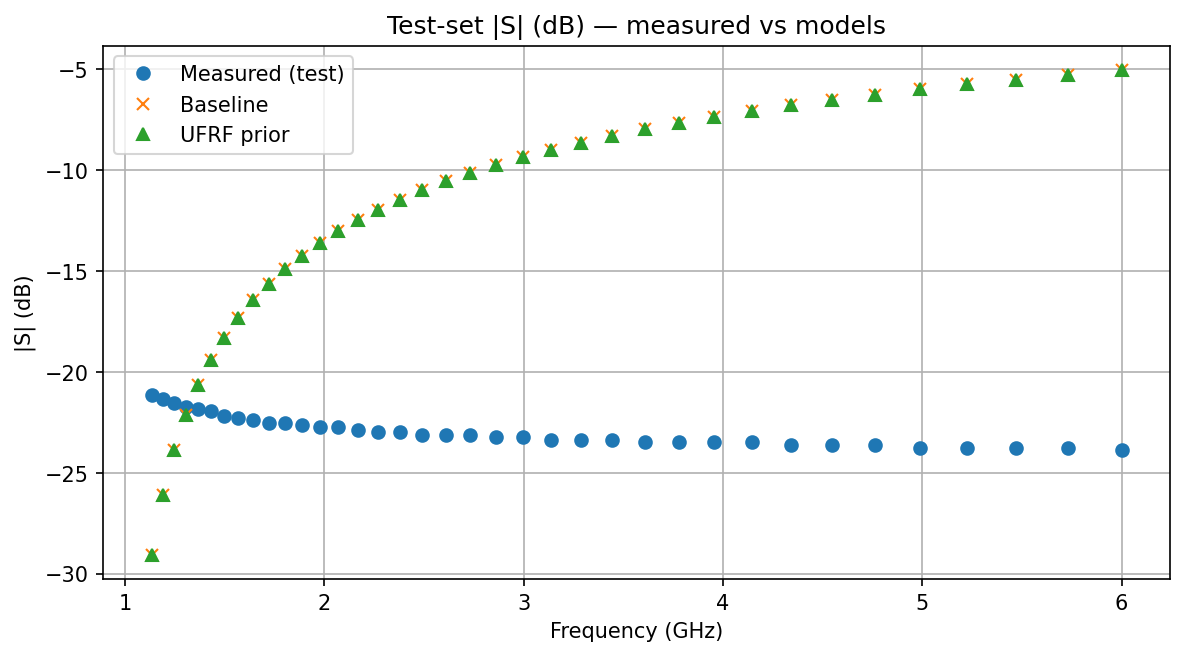 Test-set |S| (dB) — measured vs models
Measured (test)
Baseline
UFRF prior
|S| (dB)
−5
−10
−15
−20
−25
−30
1 2 3 4 5 6
Frequency (GHz)